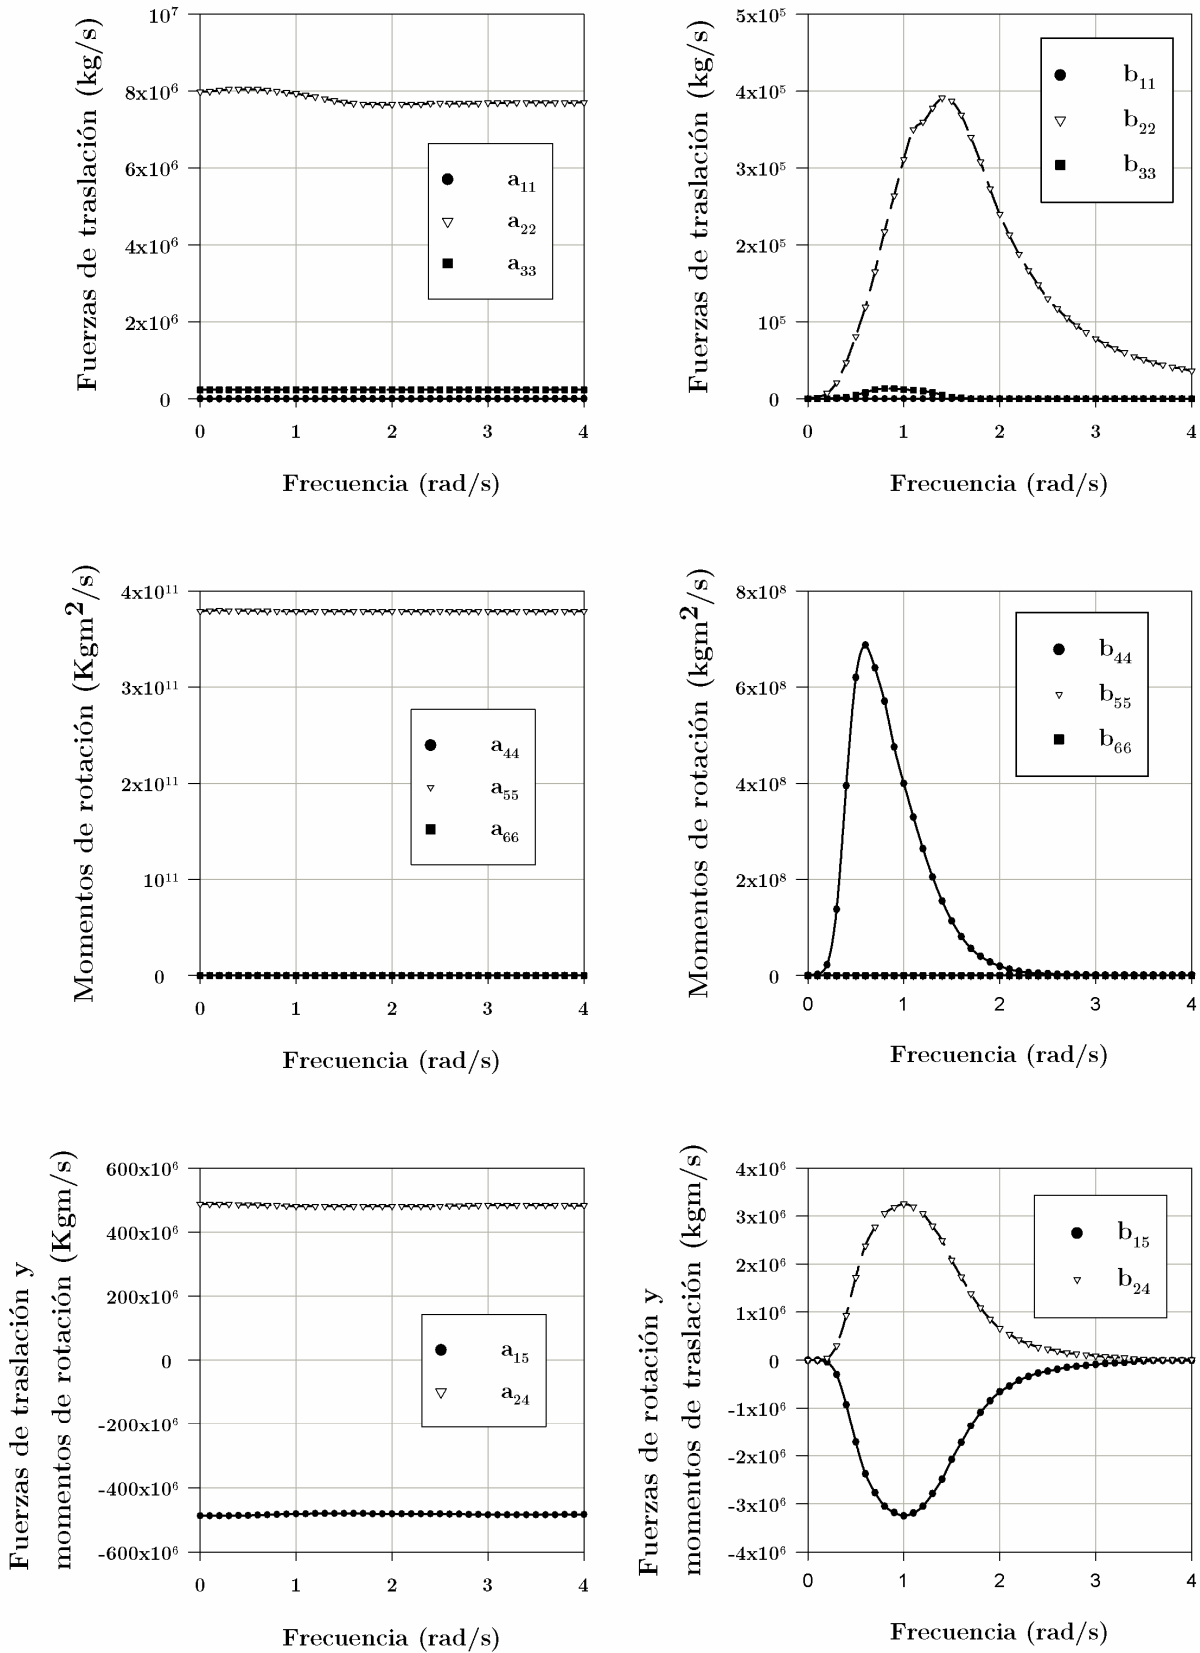 Fuerzas de traslación (kg/s)
10⁷
8x10⁶
6x10⁶
4x10⁶
2x10⁶
0
0 1 2 3 4
Frecuencia (rad/s)
a₁₁
a₂₂
a₃₃
Fuerzas de traslación (kg/s)
5x10⁵
4x10⁵
3x10⁵
2x10⁵
10⁵
0
0 1 2 3 4
Frecuencia (rad/s)
b₁₁
b₂₂
b₃₃
Momentos de rotación (Kgm²/s)
4x10¹¹
3x10¹¹
2x10¹¹
10¹¹
0
0 1 2 3 4
Frecuencia (rad/s)
a₄₄
a₅₅
a₆₆
Momentos de rotación (kgm²/s)
8x10⁸
6x10⁸
4x10⁸
2x10⁸
0
0 1 2 3 4
Frecuencia (rad/s)
b₄₄
b₅₅
b₆₆
Fuerzas de traslación y
momentos de rotación (Kgm/s)
600x10⁶
400x10⁶
200x10⁶
0
-200x10⁶
-400x10⁶
-600x10⁶
0 1 2 3 4
Frecuencia (rad/s)
a₁₅
a₂₄
Fuerzas de rotación y
momentos de traslación (kgm/s)
4x10⁶
3x10⁶
2x10⁶
1x10⁶
0
-1x10⁶
-2x10⁶
-3x10⁶
-4x10⁶
0 1 2 3 4
Frecuencia (rad/s)
b₁₅
b₂₄